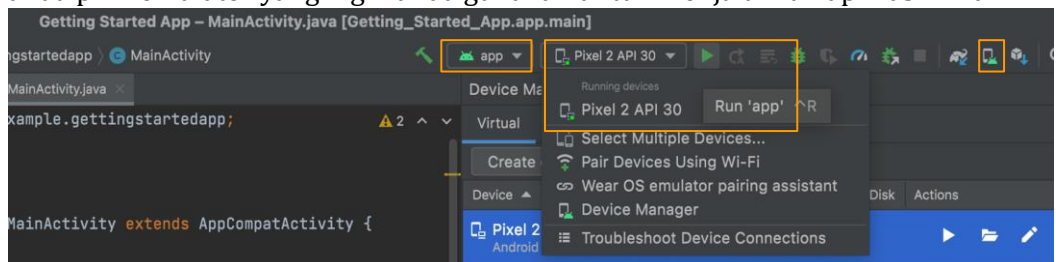 Getting Started App – MainActivity.java [Getting_Started_App.app.main]
ngstartedapp 〉 MainActivity
app
Pixel 2 API 30
MainActivity.java ×
Device Ma
Running devices
Pixel 2 API 30
Run 'app' ^R
xample.gettingstartedapp;
2
Virtual
Select Multiple Devices...
Create
Pair Devices Using Wi-Fi
Wear OS emulator pairing assistant
Device
Disk
Actions
Device Manager
MainActivity extends AppCompatActivity {
Pixel 2
Android
Troubleshoot Device Connections